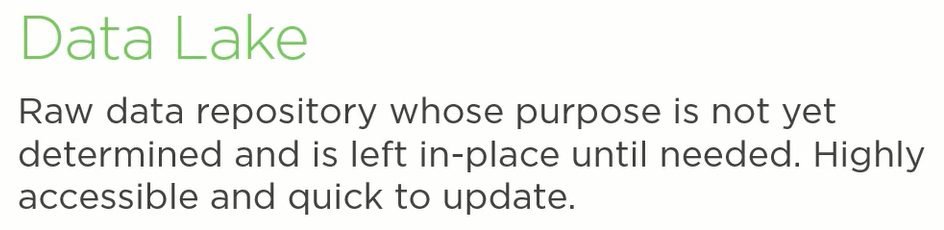 Data Lake
Raw data repository whose purpose is not yet
determined and is left in-place until needed. Highly
accessible and quick to update.